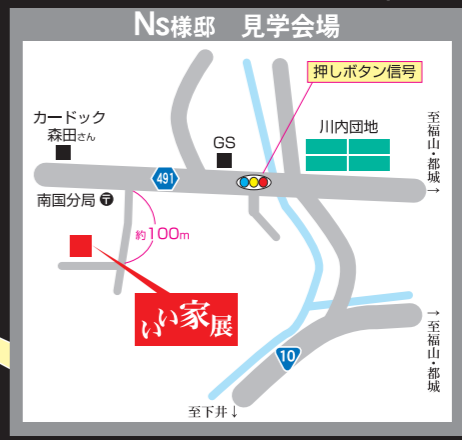 Ns様邸 見学会場
押しボタン信号
カードック
森田さん
GS
川内団地
至福山・都城→
491
南国分局 〒
約100m
いい家展
→至福山・都城
10
至下井↓